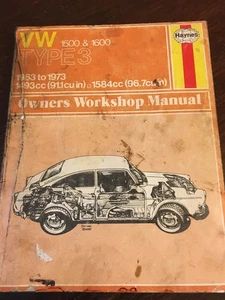 VW 1500 & 1600
Haynes
TYPE 3
1963 to 1973
1493cc (91.1cu in) 1584cc (96.7cu in)
Owners Workshop Manual